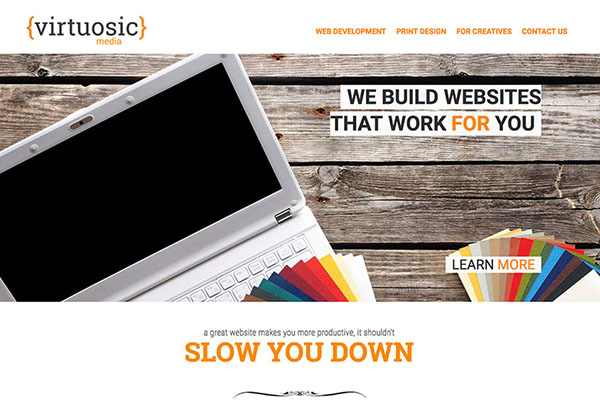 {virtuosic}
media
WEB DEVELOPMENT PRINT DESIGN FOR CREATIVES CONTACT US
WE BUILD WEBSITES
THAT WORK FOR YOU
LEARN MORE
a great website makes you more productive, it shouldn't
SLOW YOU DOWN